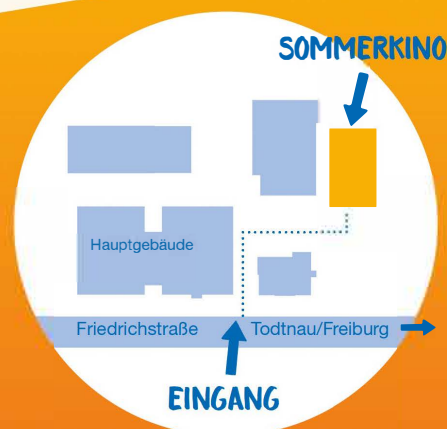 SOMMERKINO
Hauptgebäude
Friedrichstraße
Todtnau/Freiburg
EINGANG